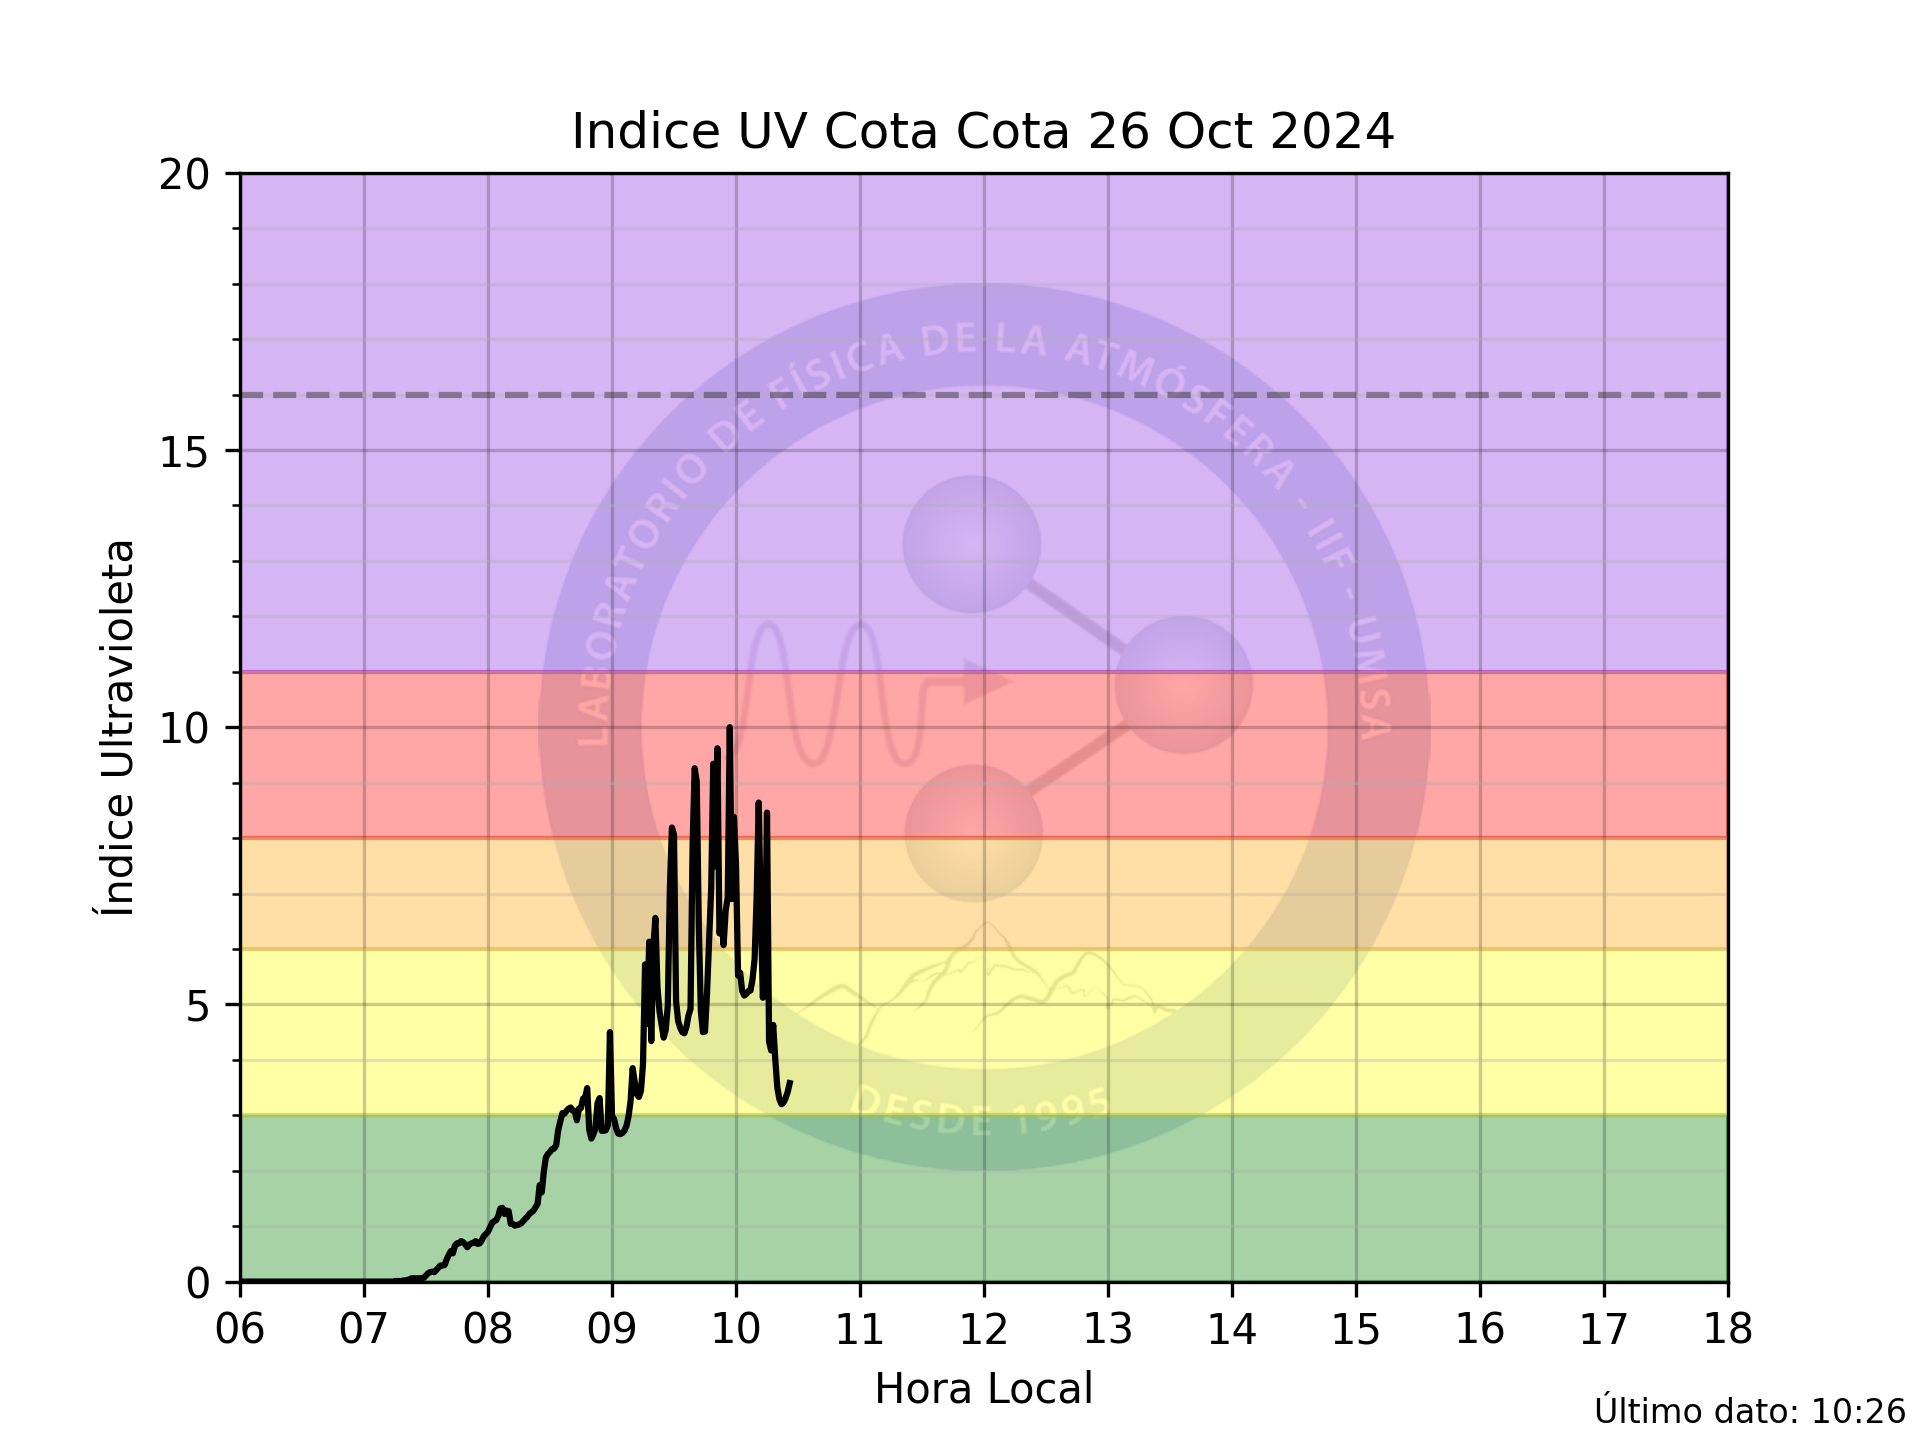 Indice UV Cota Cota 26 Oct 2024
20
15
10
5
0
Índice Ultravioleta
LABORATORIO DE FÍSICA DE LA ATMÓSFERA - IIF - UMSA
DESDE 1995
06 07 08 09 10 11 12 13 14 15 16 17 18
Hora Local
Último dato: 10:26